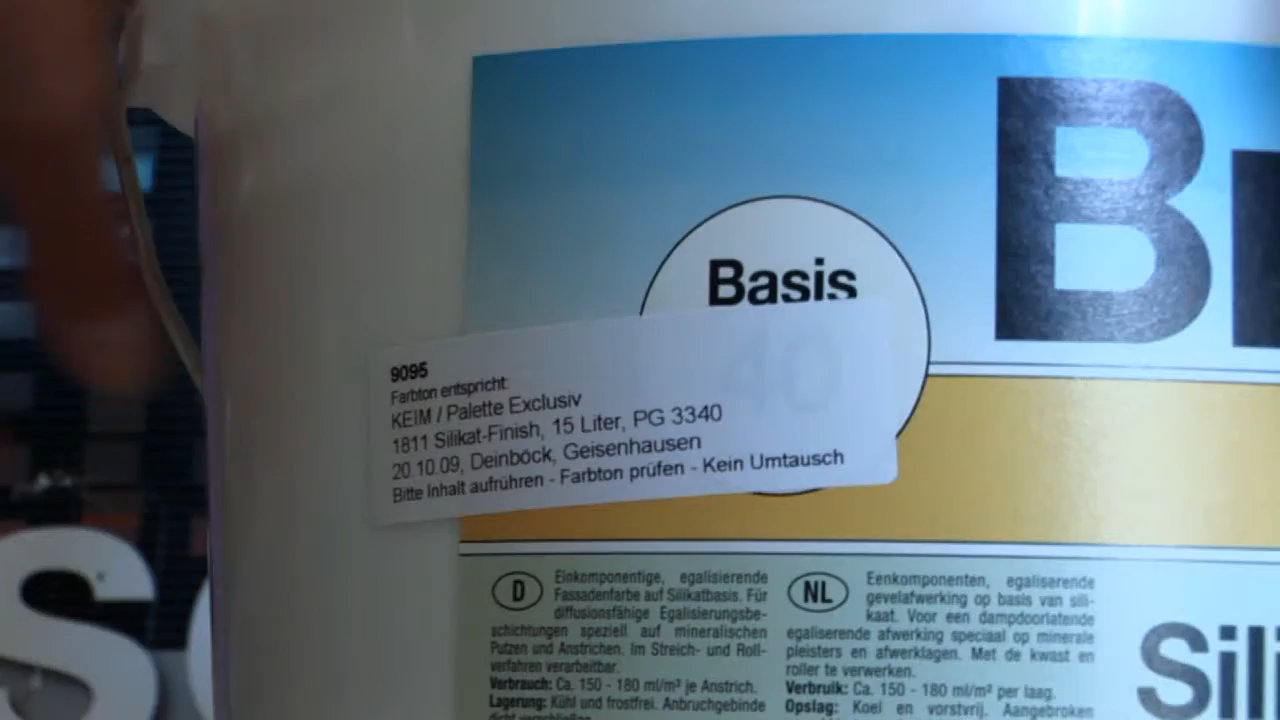 B
Basis
40
9095
Farbton entspricht:
KEIM / Palette Exclusiv
1811 Silikat-Finish, 15 Liter, PG 3340
20.10.09, Deinböck, Geisenhausen
Bitte Inhalt aufrühren - Farbton prüfen - Kein Umtausch
D
Einkomponentige, egalisierende
Fassadenfarbe auf Silikatbasis. Für
diffusionsfähige Egalisierungsbe-
schichtungen speziell auf mineralischen
Putzen und Anstrichen. Im Streich- und Roll-
verfahren verarbeitbar.
Verbrauch: Ca. 150 - 180 ml/m² je Anstrich.
Lagerung: Kühl und frostfrei. Anbruchgebinde
dicht verschließen
NL
Eenkomponenten, egaliserende
gevelafwerking op basis van sili-
kaat. Voor een dampdoorlatende
egaliserende afwerking speciaal op minerale
pleisters en afwerklagen. Met de kwast en
roller te verwerken.
Verbruik: Ca. 150 - 180 ml/m² per laag.
Opslag: Koel en vorstvrij. Aangebroken
Sili
S